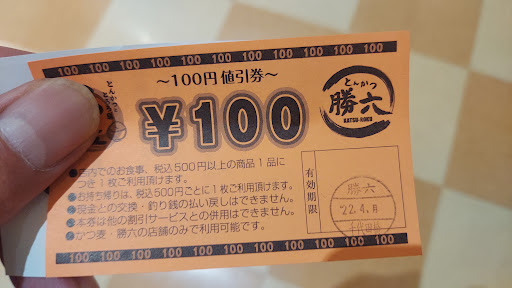 100 100 100 100 100 100 100 100 100 100
～100円値引券～
とんかつ
勝六
KATSU-ROKU
¥100
店内でのお食事、税込500円以上の商品1品に
つき1枚ご利用頂けます。
●お持ち帰りは、税込500円ごとに1枚ご利用頂けます。
●現金との交換・釣り銭の払い戻しはできません。
●本券は他の割引サービスとの併用はできません。
●かつ麦・勝六の店舗のみで利用可能です。
有効期限
勝六
22.4.月
千代田店
100 100 100 100 100 100 100 100 100 100